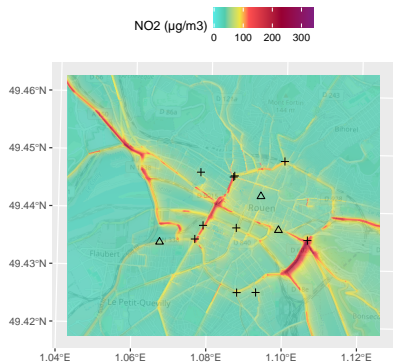 NO2 (µg/m3)
0 100 200 300
49.46°N
49.45°N
49.44°N
49.43°N
49.42°N
Bihorel
Rouen
Le Petit-Quevilly
1.04°E 1.06°E 1.08°E 1.10°E 1.12°E